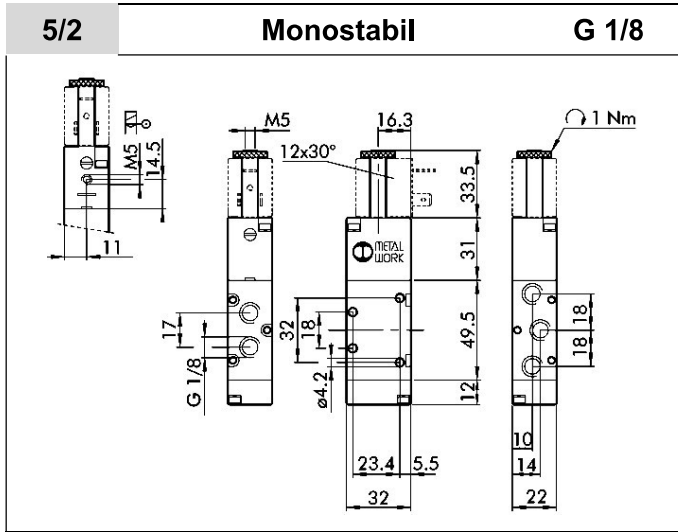 5/2 Monostabil G 1/8
16.3
M5
1 Nm
12x30°
M5
14.5
33.5
11
METAL
WORK
31
17
32
18
49.5
18
18
G 1/8
ø4.2
12
10
23.4
5.5
14
32
22